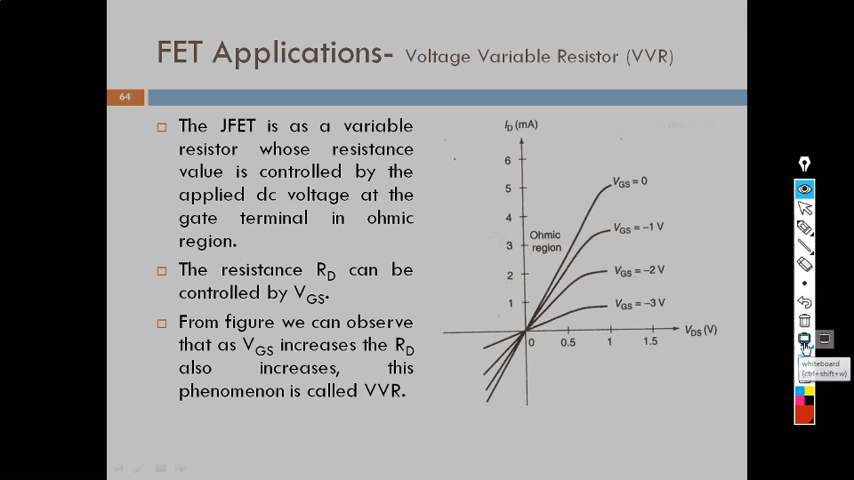 FET Applications- Voltage Variable Resistor (VVR)
64
The JFET is as a variable
resistor whose resistance
value is controlled by the
applied dc voltage at the
gate terminal in ohmic
region.
The resistance RD can be
controlled by VGS.
From figure we can observe
that as VGS increases the RD
also increases, this
phenomenon is called VVR.
ID (mA)
6
5
4
3
2
1
VGS = 0
VGS = -1 V
Ohmic
region
VGS = -2 V
VGS = -3 V
VDS (V)
0 0.5 1 1.5
whiteboard
(ctrl+shift+w)